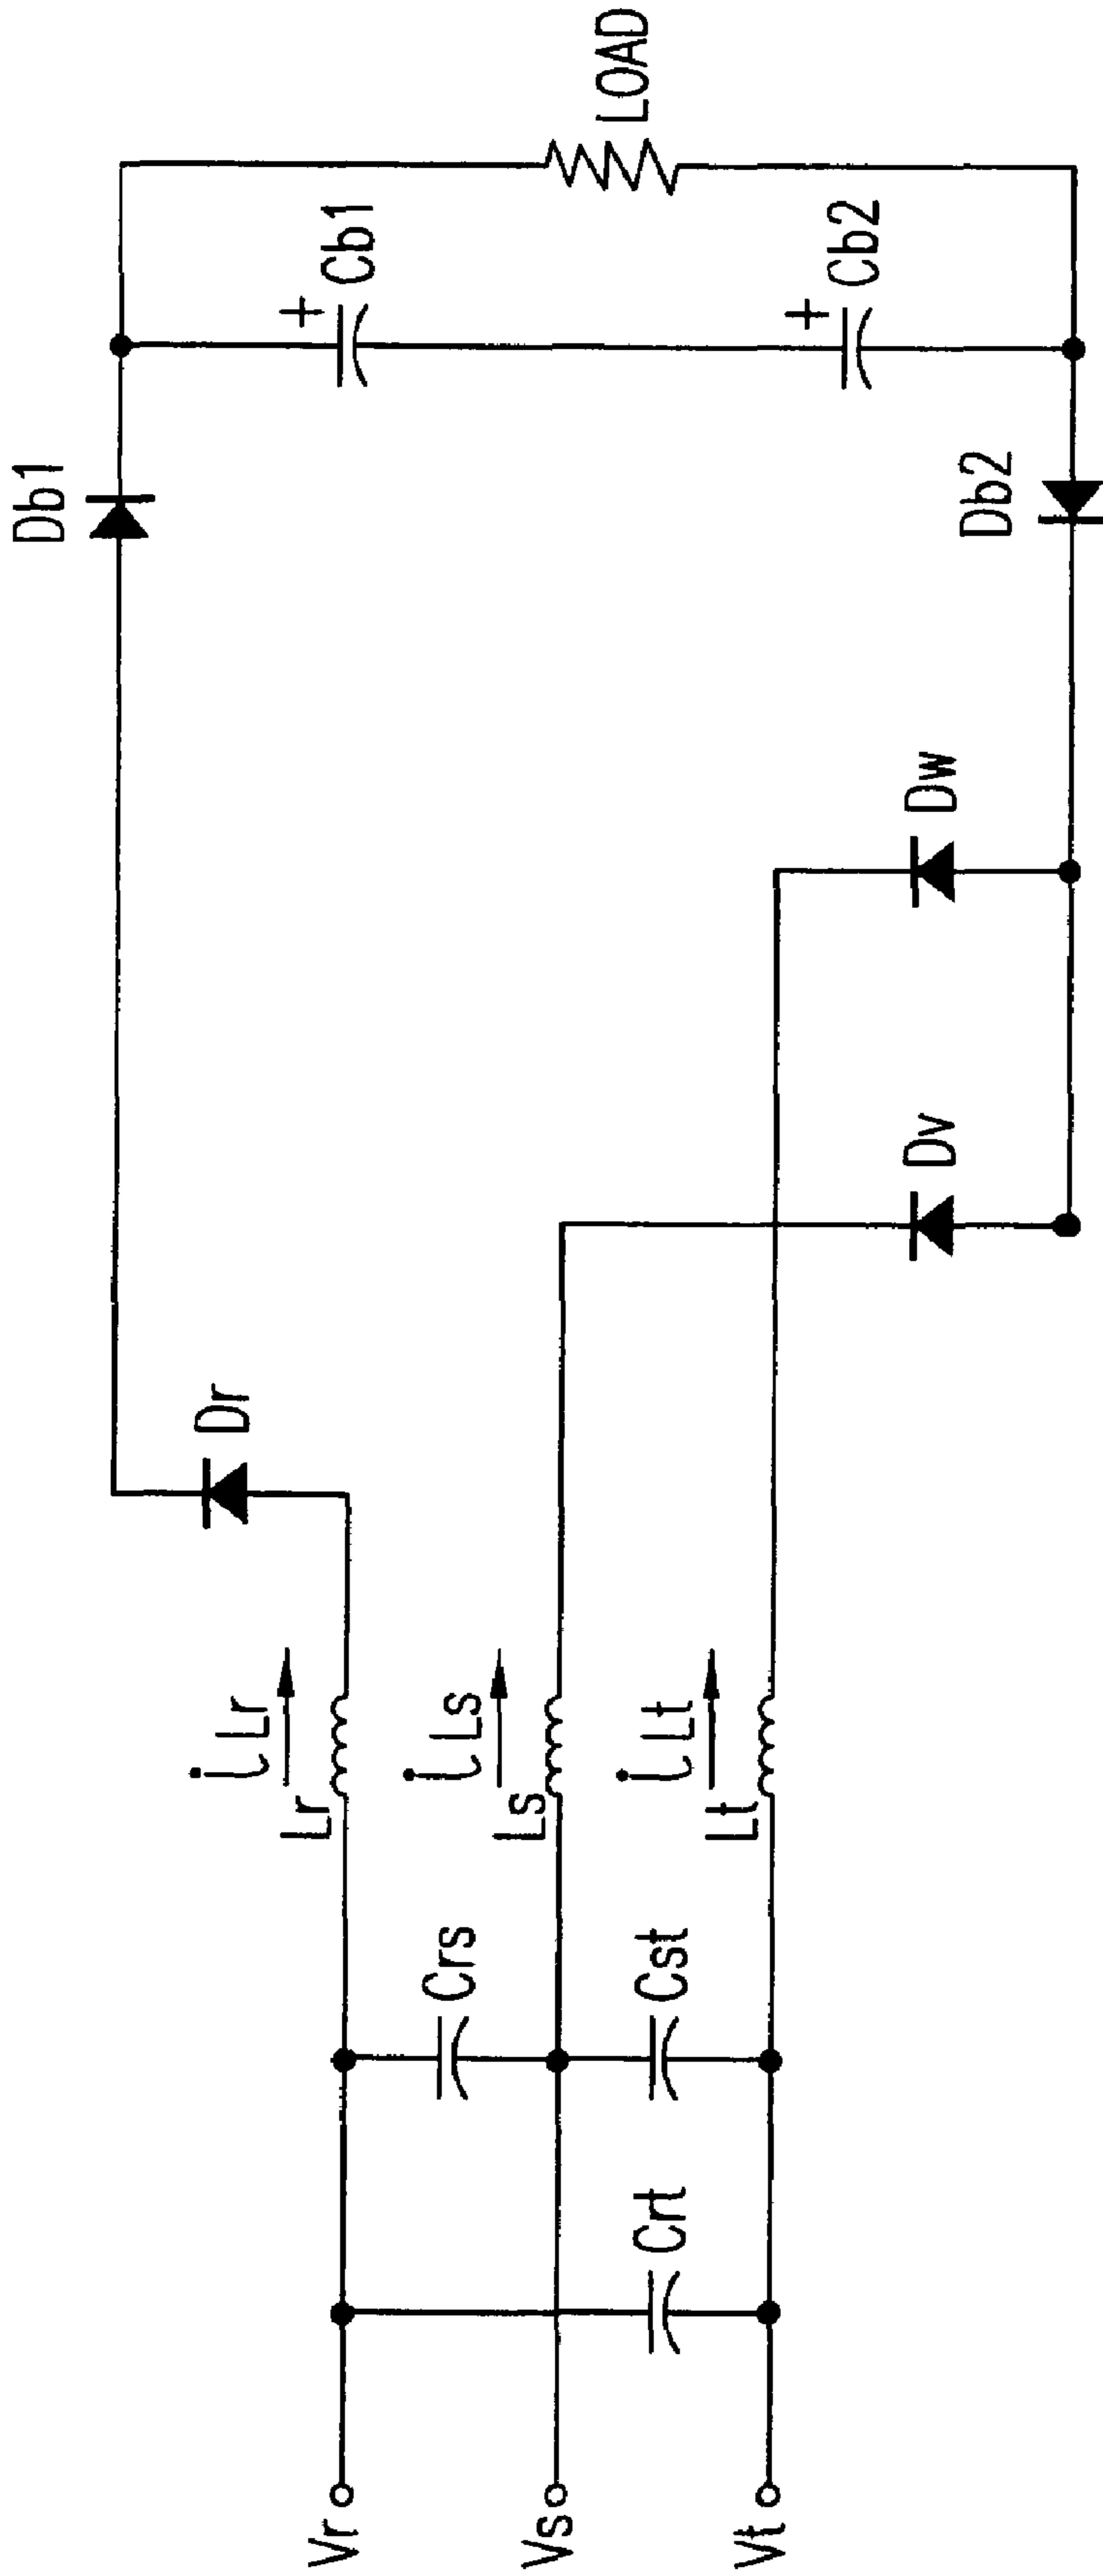 Db1
Cb1
LOAD
Dr
iLr
Lr
Vr
Crs
iLs
Ls
Vs
Cb2
Crt
Cst
iLt
Lt
Vt
Dv
Dw
Db2
+
+